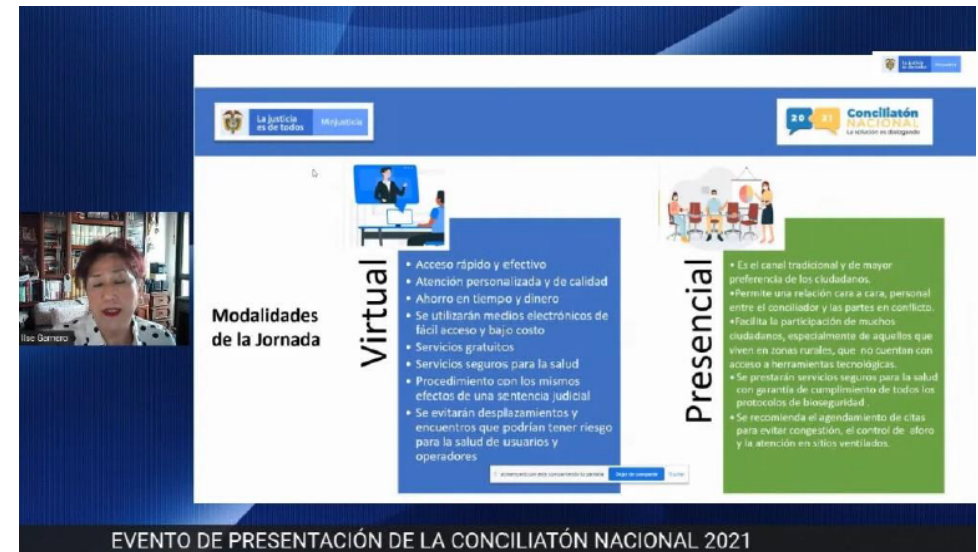 La justicia
es de todos
Minjusticia
20 21
Conciliatón
NACIONAL
La solución es dialogando
Modalidades
de la Jornada
Virtual
• Acceso rápido y efectivo
• Atención personalizada y de calidad
• Ahorro en tiempo y dinero
• Se utilizarán medios electrónicos de
fácil acceso y bajo costo
• Servicios gratuitos
• Servicios seguros para la salud
• Procedimiento con los mismos
efectos de una sentencia judicial
• Se evitarán desplazamientos y
encuentros que podrían tener riesgo
para la salud de usuarios y
operadores
Presencial
• Es el canal tradicional y de mayor
preferencia de los ciudadanos.
•Permite una relación cara a cara, personal
entre el conciliador y las partes en conflicto.
•Facilita la participación de muchos
ciudadanos, especialmente de aquellos que
viven en zonas rurales, que no cuentan con
acceso a herramientas tecnológicas.
• Se prestarán servicios seguros para la salud
con garantía de cumplimiento de todos los
protocolos de bioseguridad .
• Se recomienda el agendamiento de citas
para evitar congestión, el control de aforo
y la atención en sitios ventilados.
Ilse Gamero
Dejar de compartir
EVENTO DE PRESENTACIÓN DE LA CONCILIATÓN NACIONAL 2021